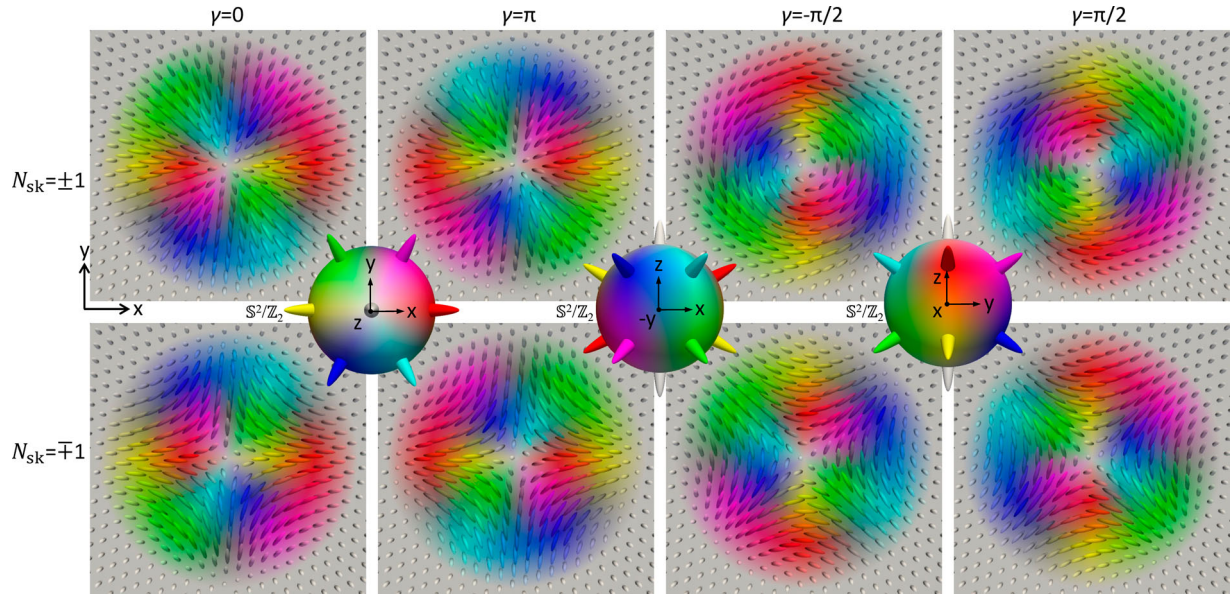 γ=0 γ=π γ=-π/2 γ=π/2
N_sk=±1
y
x
𝕊²/ℤ₂ y x z
𝕊²/ℤ₂ z x -y
𝕊²/ℤ₂ z y x
N_sk=∓1